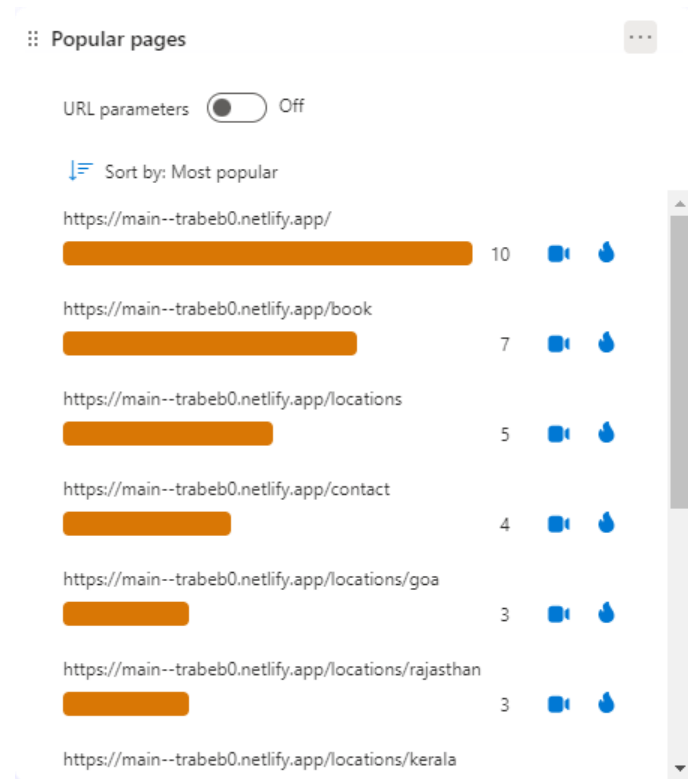 Popular pages
URL parameters Off
Sort by: Most popular
https://main--trabeb0.netlify.app/
10
https://main--trabeb0.netlify.app/book
7
https://main--trabeb0.netlify.app/locations
5
https://main--trabeb0.netlify.app/contact
4
https://main--trabeb0.netlify.app/locations/goa
3
https://main--trabeb0.netlify.app/locations/rajasthan
3
https://main--trabeb0.netlify.app/locations/kerala